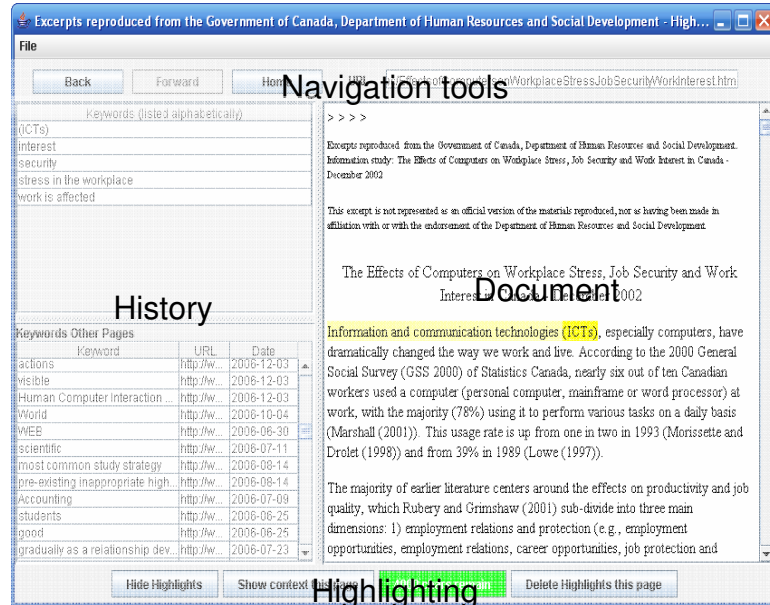 Excerpts reproduced from the Government of Canada, Department of Human Resources and Social Development - High...
File
Back Forward Home URL /EffectsofcomputersonWorkplaceStressJobSecurityWorkInterest.htm
Navigation tools
Keywords (listed alphabetically)
(ICTs)
interest
security
stress in the workplace
work is affected
History
Keywords Other Pages
Keyword URL Date
actions http://w... 2006-12-03
visible http://w... 2006-12-03
Human Computer Interaction ... http://w... 2006-12-03
World http://w... 2006-10-04
WEB http://w... 2006-06-30
scientific http://w... 2006-07-11
most common study strategy http://w... 2006-08-14
pre-existing inappropriate high... http://w... 2006-08-14
Accounting http://w... 2006-07-09
students http://w... 2006-06-25
good http://w... 2006-06-25
gradually as a relationship dev... http://w... 2006-07-23
> > > >
Excerpts reproduced from the Government of Canada, Department of Human Resources and Social Development.
Information study: The Effects of Computers on Workplace Stress, Job Security and Work Interest in Canada -
December 2002
This excerpt is not represented as an official version of the materials reproduced, nor as having been made in
affiliation with or with the endorsement of the Department of Human Resources and Social Development
The Effects of Computers on Workplace Stress, Job Security and Work
Interest in Canada - December 2002
Document
Information and communication technologies (ICTs), especially computers, have
dramatically changed the way we work and live. According to the 2000 General
Social Survey (GSS 2000) of Statistics Canada, nearly six out of ten Canadian
workers used a computer (personal computer, mainframe or word processor) at
work, with the majority (78%) using it to perform various tasks on a daily basis
(Marshall (2001)). This usage rate is up from one in two in 1993 (Morissette and
Drolet (1998)) and from 39% in 1989 (Lowe (1997)).
The majority of earlier literature centers around the effects on productivity and job
quality, which Rubery and Grimshaw (2001) sub-divide into three main
dimensions: 1) employment relations and protection (e.g., employment
opportunities, employment relations, career opportunities, job protection and
Hide Highlights Show context this page Delete Highlights this page
Highlighting